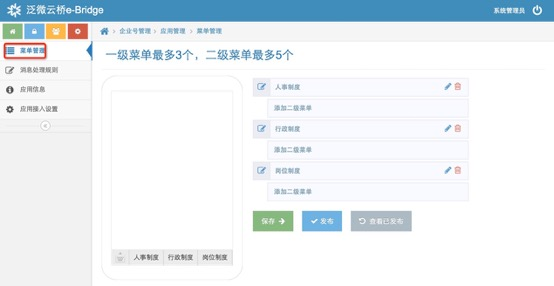 泛微云桥e-Bridge
系统管理员
企业号管理 > 应用管理 > 菜单管理
菜单管理
消息处理规则
应用信息
应用接入设置
一级菜单最多3个，二级菜单最多5个
人事制度
添加二级菜单
行政制度
添加二级菜单
岗位制度
添加二级菜单
人事制度 行政制度 岗位制度
保存
发布
查看已发布